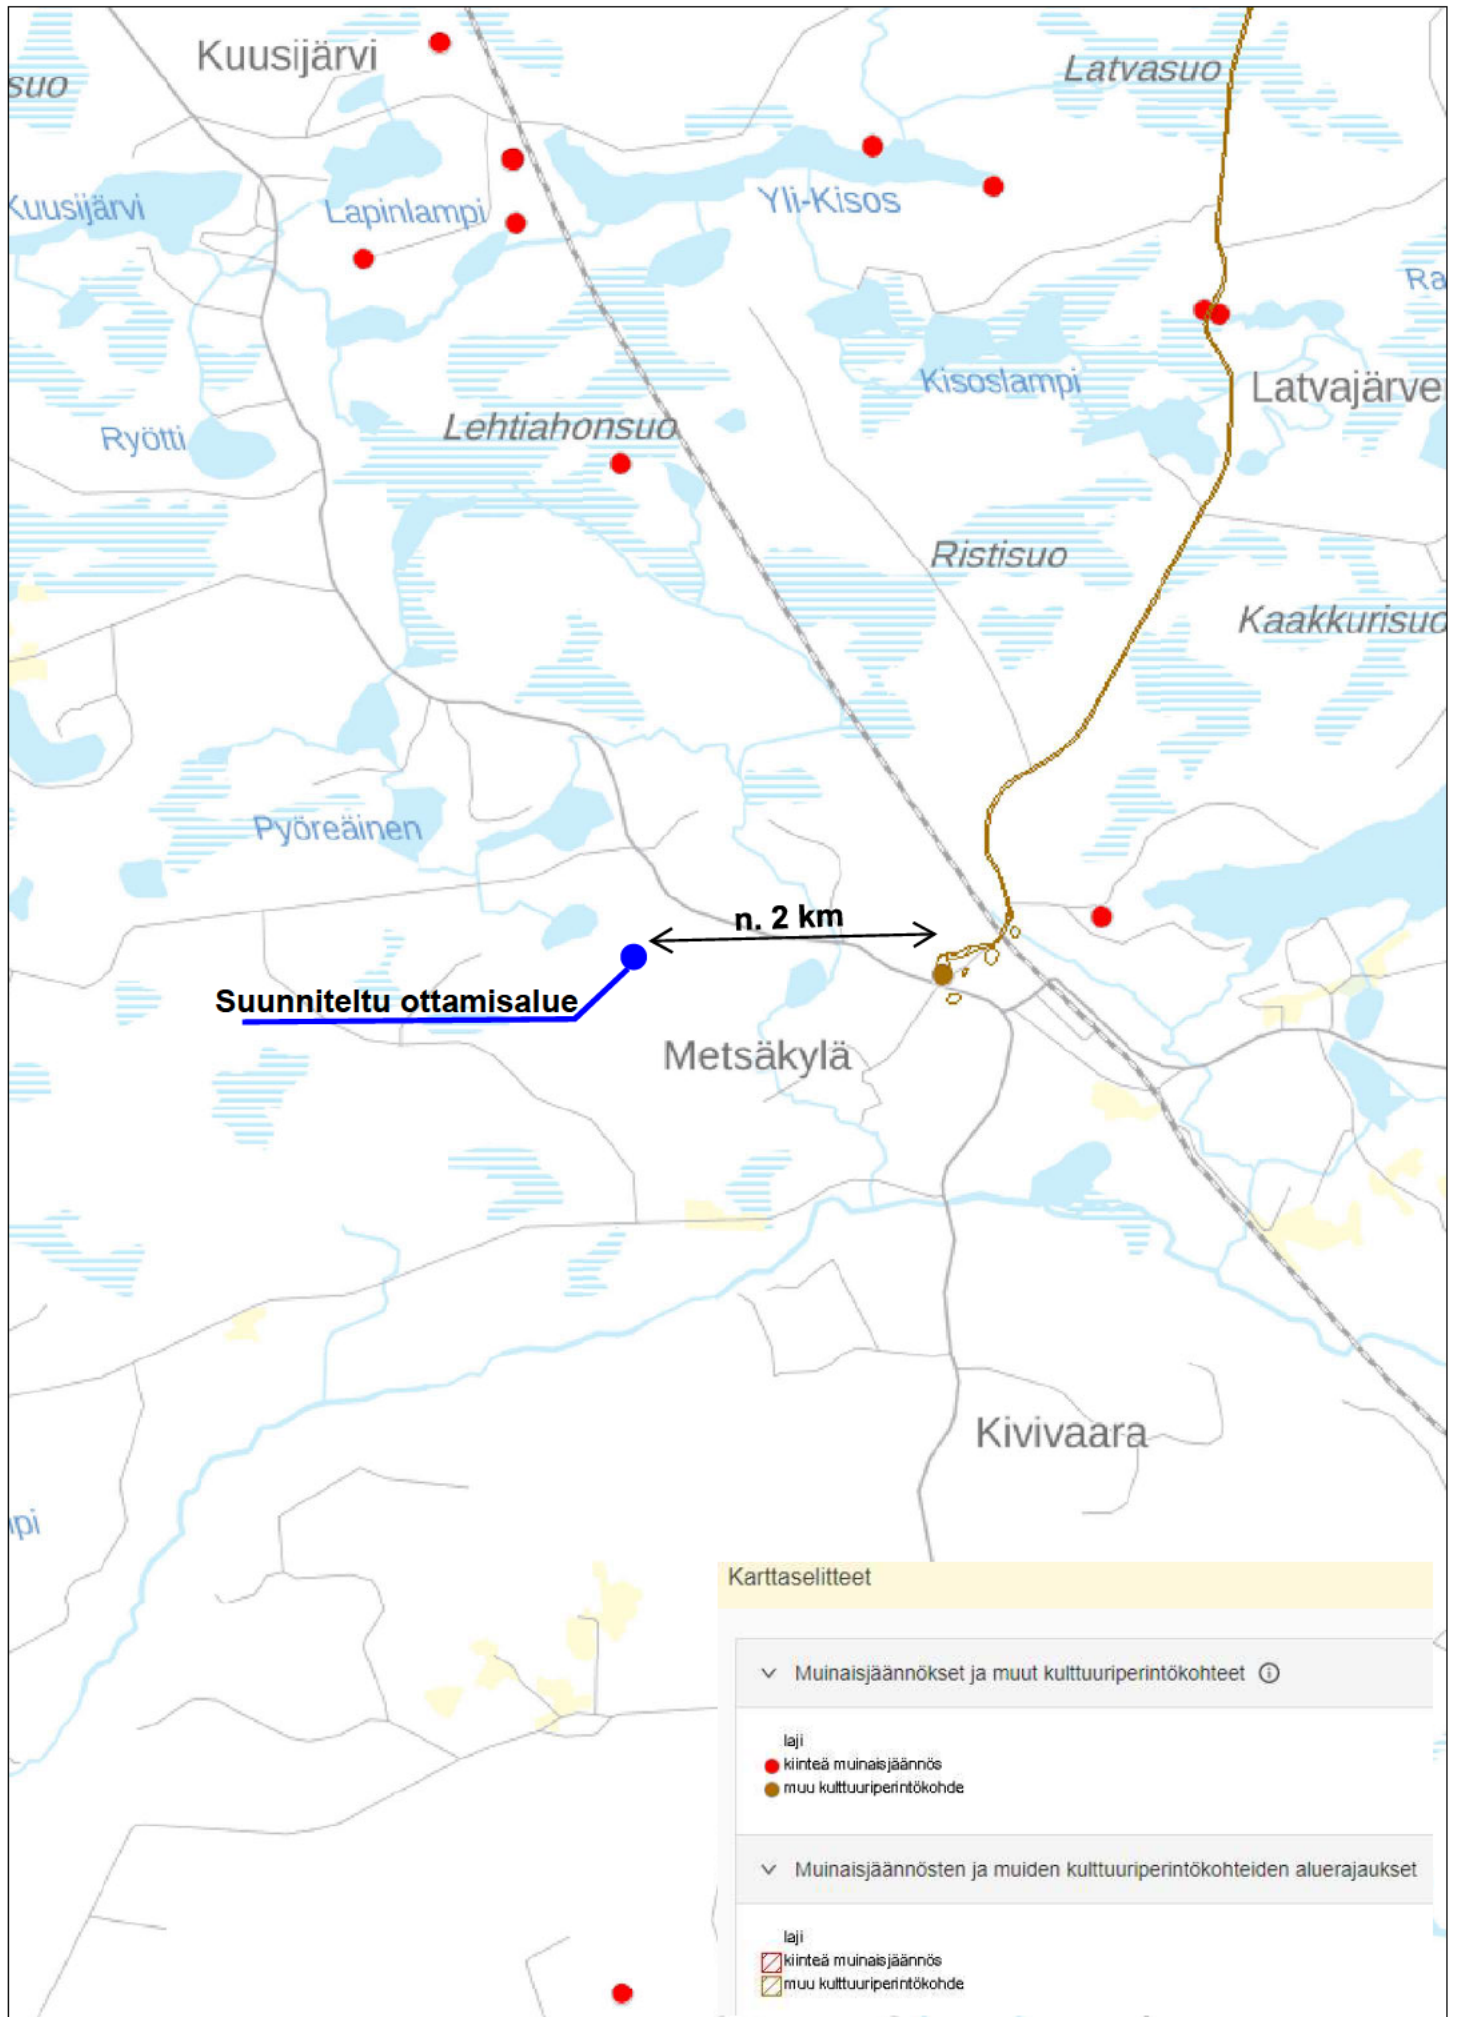 Kuusijärvi
Latvasuo
suo
Kuusijärvi
Lapinlampi
Yli-Kisos
Ra
Kisoslampi
Latvajärve
Lehtiahonsuo
Ryötti
Ristisuo
Kaakkurisuo
Pyöreäinen
n. 2 km
Suunniteltu ottamisalue
Metsäkylä
Kivivaara
pi
Karttaselitteet
Muinaisjäännökset ja muut kulttuuriperintökohteet
laji
kiinteä muinaisjäännös
muu kulttuuriperintökohde
Muinaisjäännösten ja muiden kulttuuriperintökohteiden aluerajaukset
laji
kiinteä muinaisjäännös
muu kulttuuriperintökohde